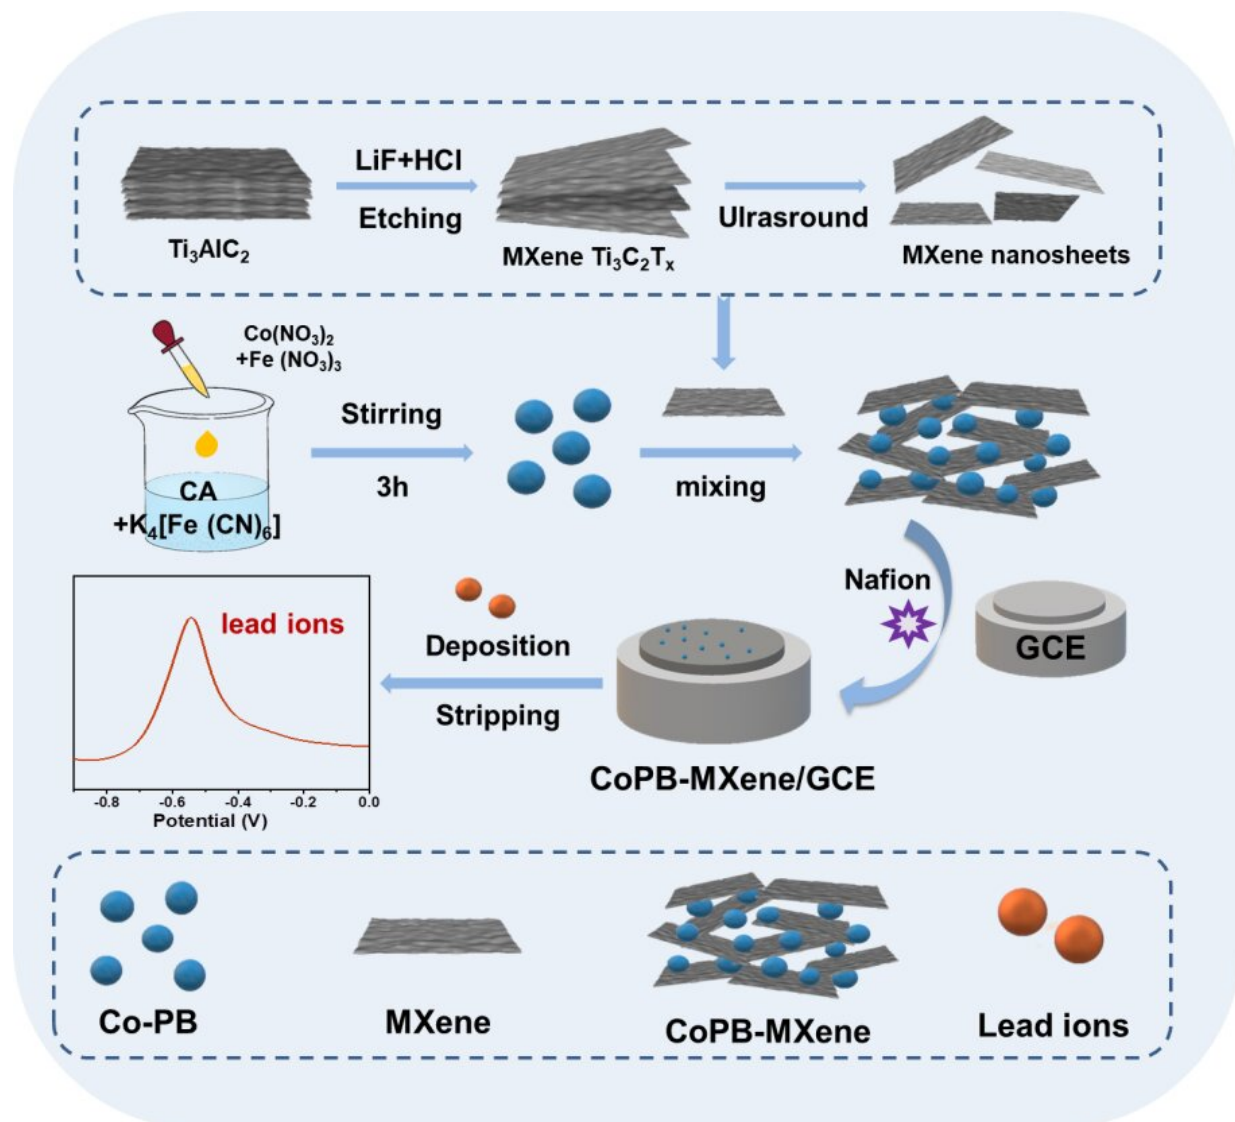 LiF+HCl
Etching
Ulrasround
Ti₃AlC₂
MXene Ti₃C₂Tₓ
MXene nanosheets
Co(NO₃)₂
+Fe (NO₃)₃
Stirring
3h
mixing
CA
+K₄[Fe (CN)₆]
Nafion
GCE
lead ions
Deposition
Stripping
CoPB-MXene/GCE
-0.8 -0.6 -0.4 -0.2 0.0
Potential (V)
Co-PB
MXene
CoPB-MXene
Lead ions